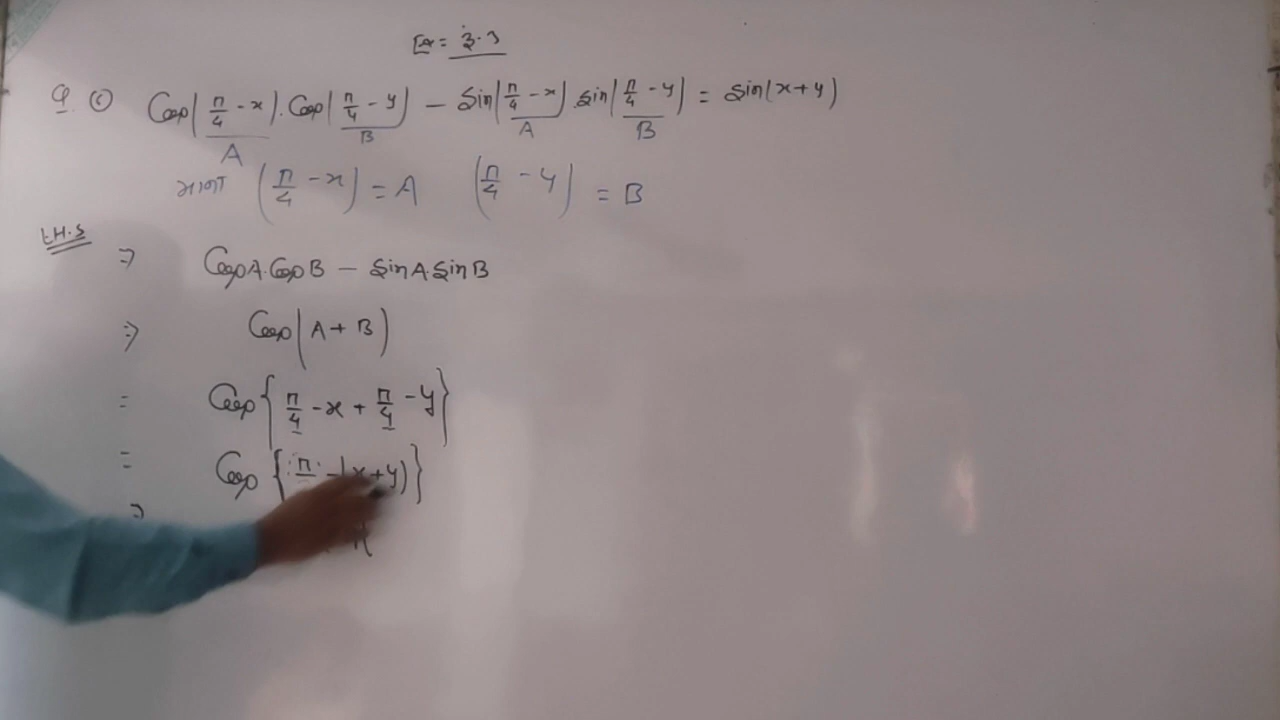 Ex = 3.3
Q. (c) Cos(π/4 - x).Cos(π/4 - y) - Sin(π/4 - x).Sin(π/4 - y) = Sin(x+y)
A B A B
माना (π/4 - x) = A (π/4 - y) = B
L.H.S
⇒ CosA.CosB - SinA.SinB
⇒ Cos(A + B)
= Cos{π/4 - x + π/4 - y}
= Cos{π - (x+y)}
⇒